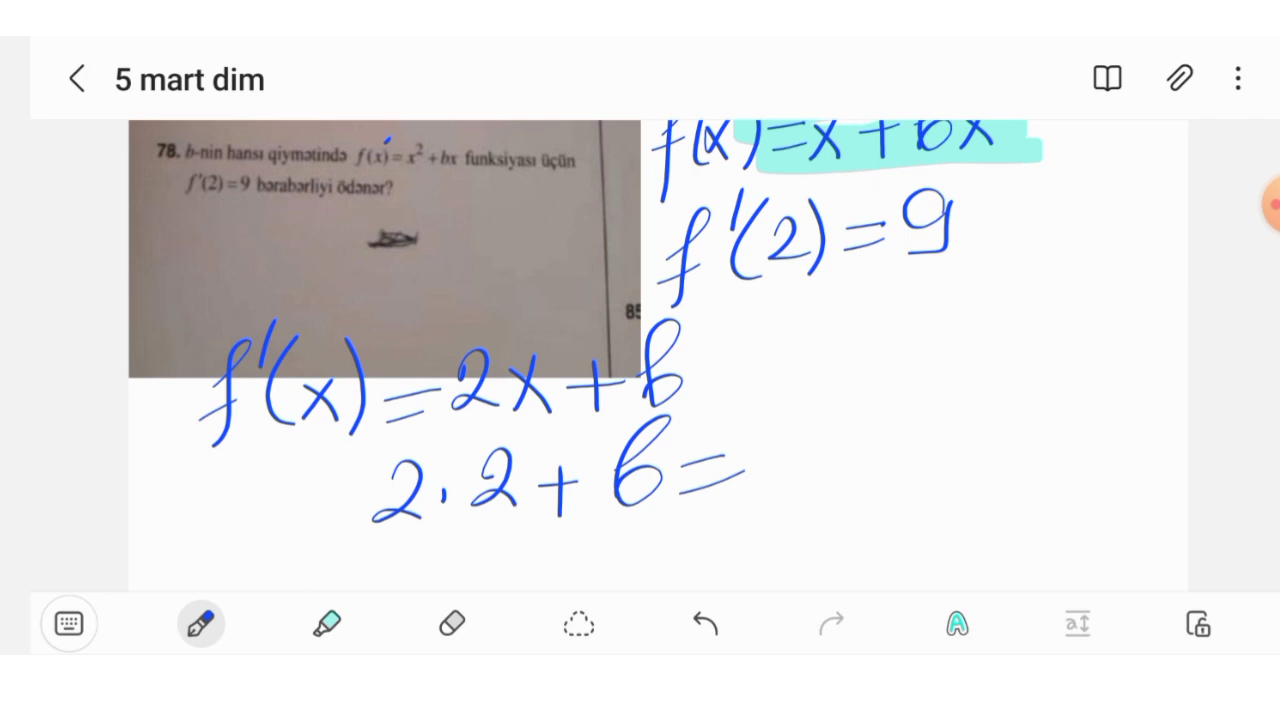 5 mart dim
78. b-nin hansı qiymətində f(x)=x²+bx funksiyası üçün
f'(2)=9 bərabərliyi ödənər?
85
f(x)=x+bx
f'(2)=9
f'(x)=2x+b
2·2+b=
A
a